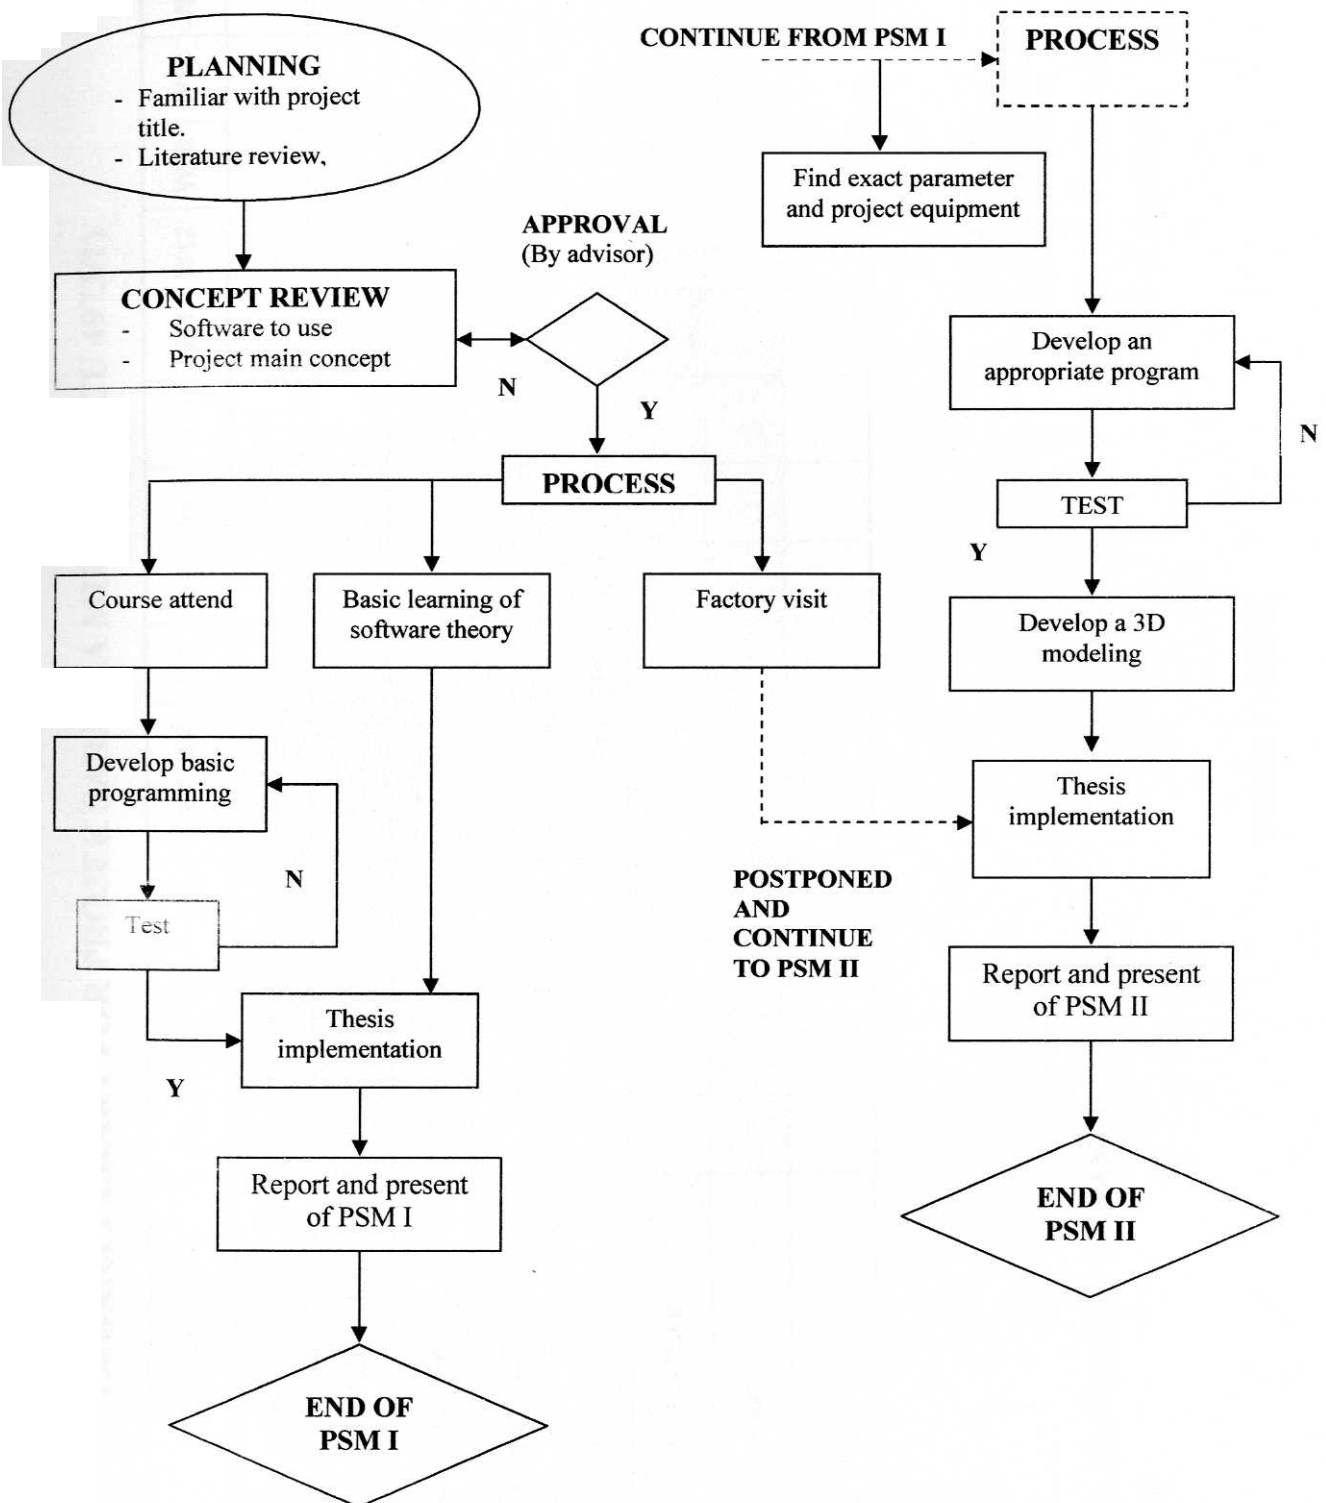 PLANNING
- Familiar with project
title.
- Literature review,
CONCEPT REVIEW
- Software to use
- Project main concept
APPROVAL
(By advisor)
N
Y
PROCESS
Course attend
Basic learning of
software theory
Factory visit
Develop basic
programming
N
Test
Y
Thesis
implementation
Report and present
of PSM I
END OF
PSM I
POSTPONED
AND
CONTINUE
TO PSM II
CONTINUE FROM PSM I
PROCESS
Find exact parameter
and project equipment
Develop an
appropriate program
N
TEST
Y
Develop a 3D
modeling
Thesis
implementation
Report and present
of PSM II
END OF
PSM II